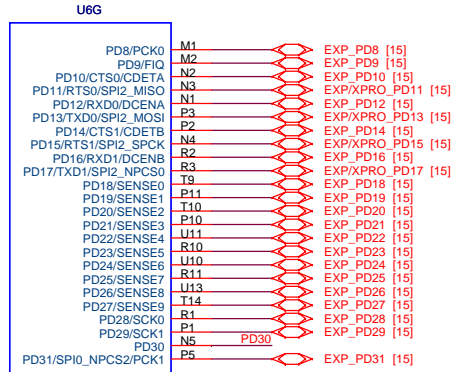 U6G
PD8/PCK0 M1 EXP_PD8 [15]
PD9/FIQ M2 EXP_PD9 [15]
PD10/CTS0/CDETA N2 EXP_PD10 [15]
PD11/RTS0/SPI2_MISO N3 EXP/XPRO_PD11 [15]
PD12/RXD0/DCENA N1 EXP_PD12 [15]
PD13/TXD0/SPI2_MOSI P3 EXP/XPRO_PD13 [15]
PD14/CTS1/CDETB P2 EXP_PD14 [15]
PD15/RTS1/SPI2_SPCK N4 EXP/XPRO_PD15 [15]
PD16/RXD1/DCENB R2 EXP_PD16 [15]
PD17/TXD1/SPI2_NPCS0 R3 EXP/XPRO_PD17 [15]
PD18/SENSE0 T9 EXP_PD18 [15]
PD19/SENSE1 P11 EXP_PD19 [15]
PD20/SENSE2 T10 EXP_PD20 [15]
PD21/SENSE3 P10 EXP_PD21 [15]
PD22/SENSE4 U11 EXP_PD22 [15]
PD23/SENSE5 R10 EXP_PD23 [15]
PD24/SENSE6 U10 EXP_PD24 [15]
PD25/SENSE7 R11 EXP_PD25 [15]
PD26/SENSE8 U13 EXP_PD26 [15]
PD27/SENSE9 T14 EXP_PD27 [15]
PD28/SCK0 R1 EXP_PD28 [15]
PD29/SCK1 P1 EXP_PD29 [15]
PD30 N5 PD30
PD31/SPI0_NPCS2/PCK1 P5 EXP_PD31 [15]